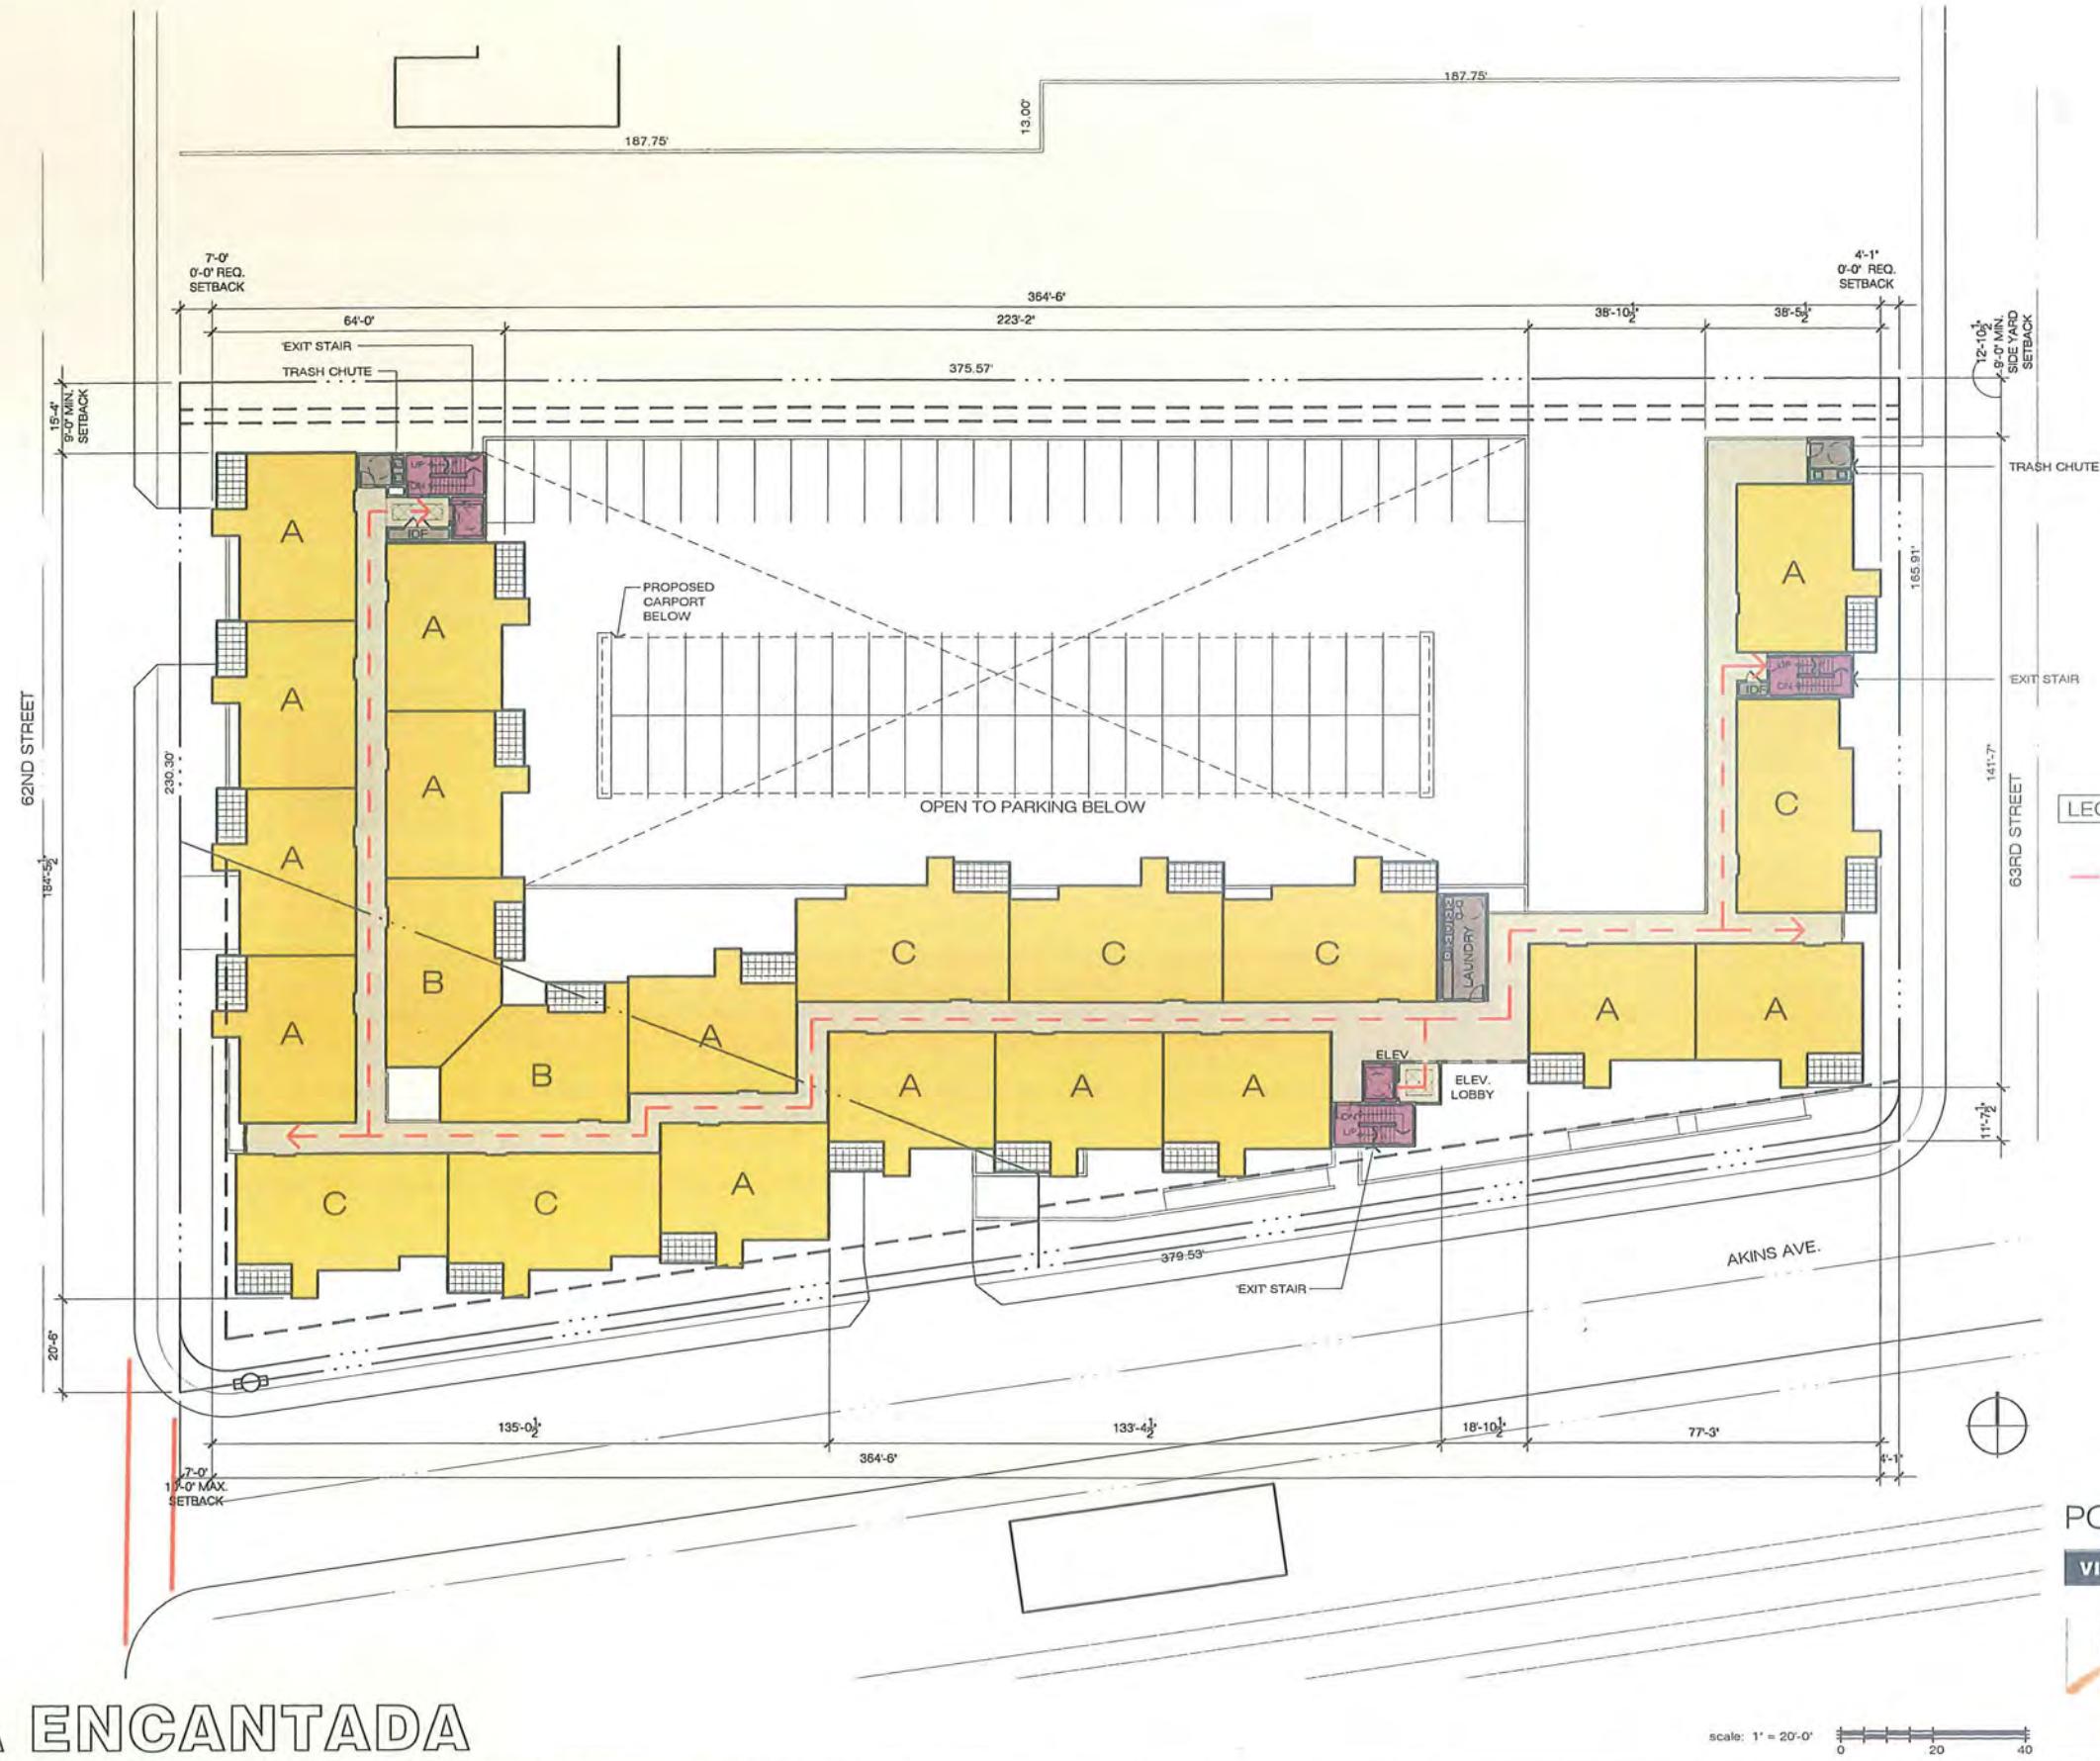 187.75'
13.00'
187.75'
7'-0"
0'-0" REQ.
SETBACK
4'-1"
0'-0" REQ.
SETBACK
364'-6"
64'-0"
223'-2"
38'-10½"
38'-5½"
'EXIT' STAIR
TRASH CHUTE
375.57'
15'-4"
9'-0" MIN.
SETBACK
12'-10½"
9'-0" MIN.
SIDE YARD
SETBACK
UP
DN
IDF
TRASH CHUTE
A
A
A
PROPOSED
CARPORT
BELOW
165.91'
UP
DN
IDF
EXIT STAIR
A
A
62ND STREET
230.30'
184'-5½"
OPEN TO PARKING BELOW
C
141'-7"
63RD STREET
LEG
A
B
C
C
C
LAUNDRY
A
A
A
A
B
ELEV.
ELEV.
LOBBY
A
A
A
DN
UP
11'-7½"
C
C
A
379.53'
'EXIT' STAIR
AKINS AVE.
20'-6"
135'-0½"
133'-4½"
18'-10½"
77'-3"
364'-6"
7'-0"
SETBACK
4'-1"
PO
VI
A ENCANTADA
scale: 1" = 20'-0"
0 20 40